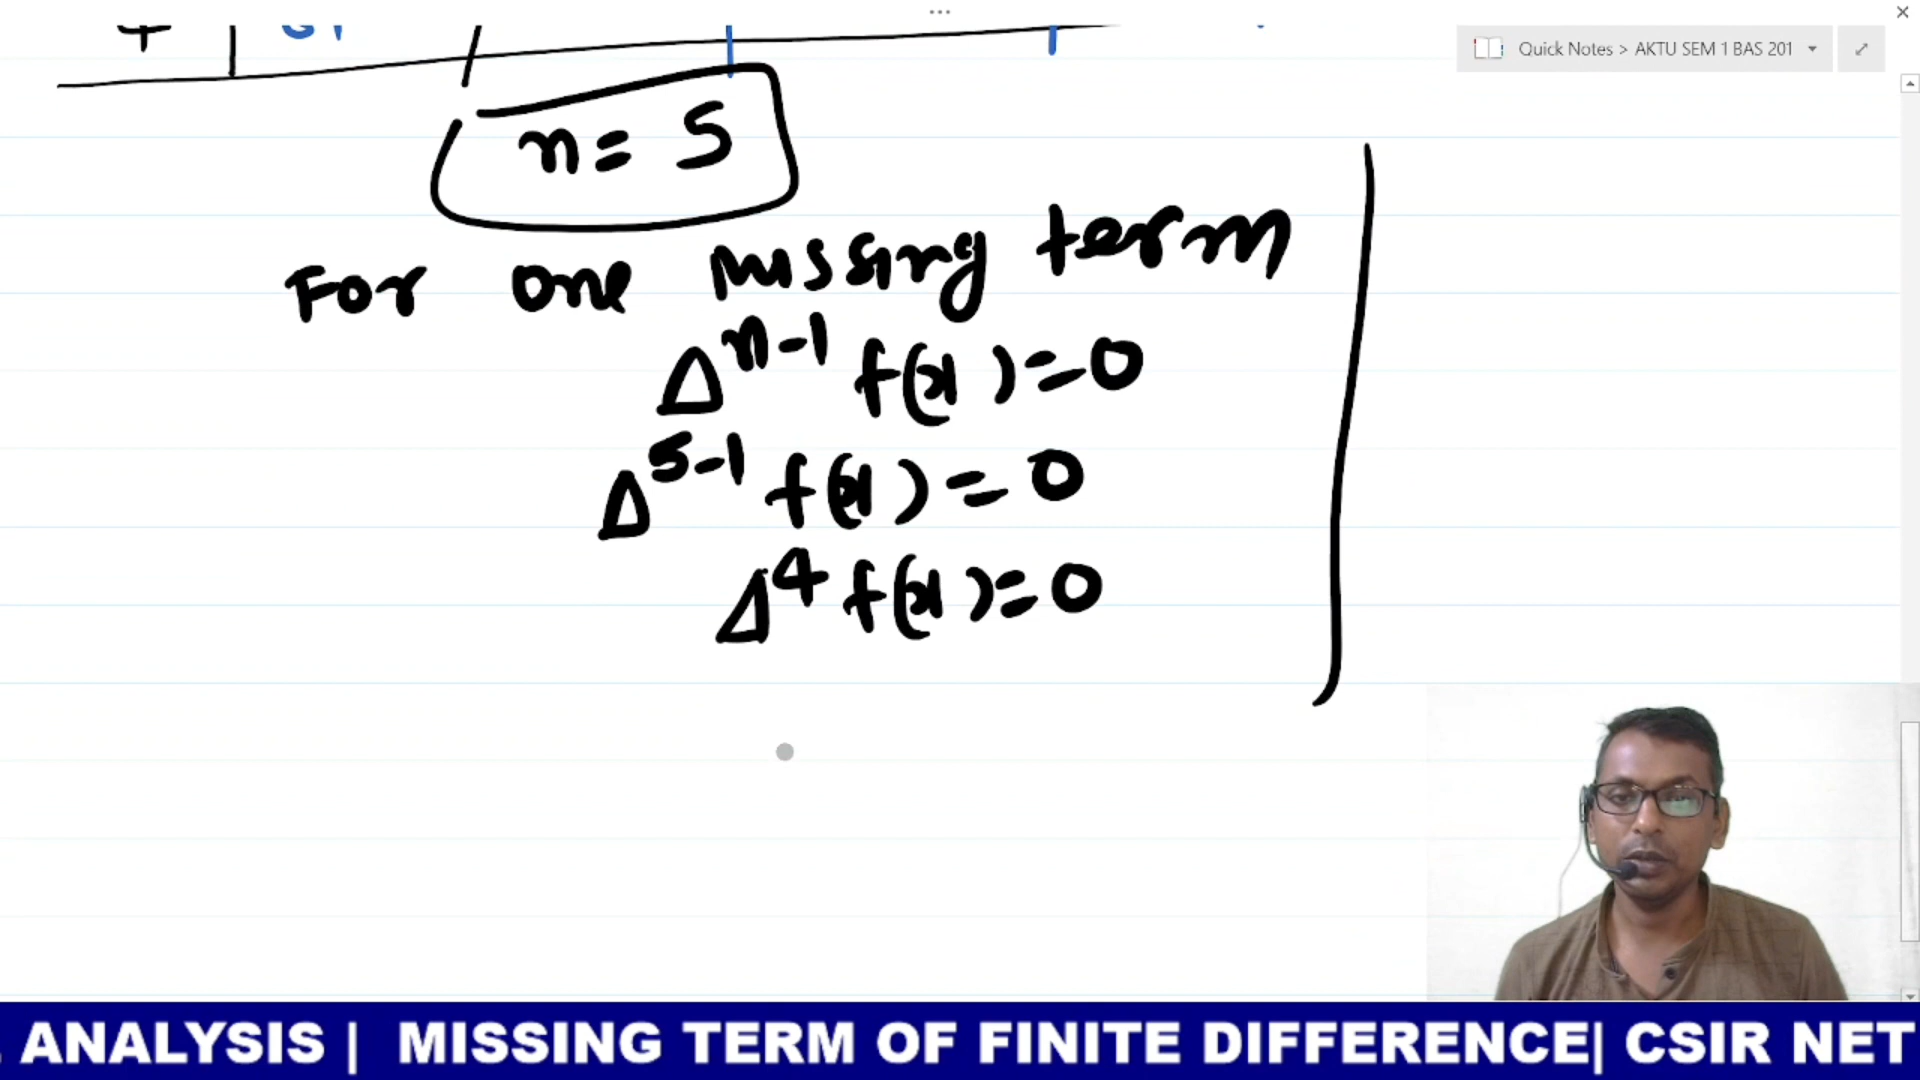 Quick Notes > AKTU SEM 1 BAS 201
n = 5
For one missing term
Δ^{n-1} f(x) = 0
Δ^{5-1} f(x) = 0
Δ^4 f(x) = 0
ANALYSIS | MISSING TERM OF FINITE DIFFERENCE| CSIR NET